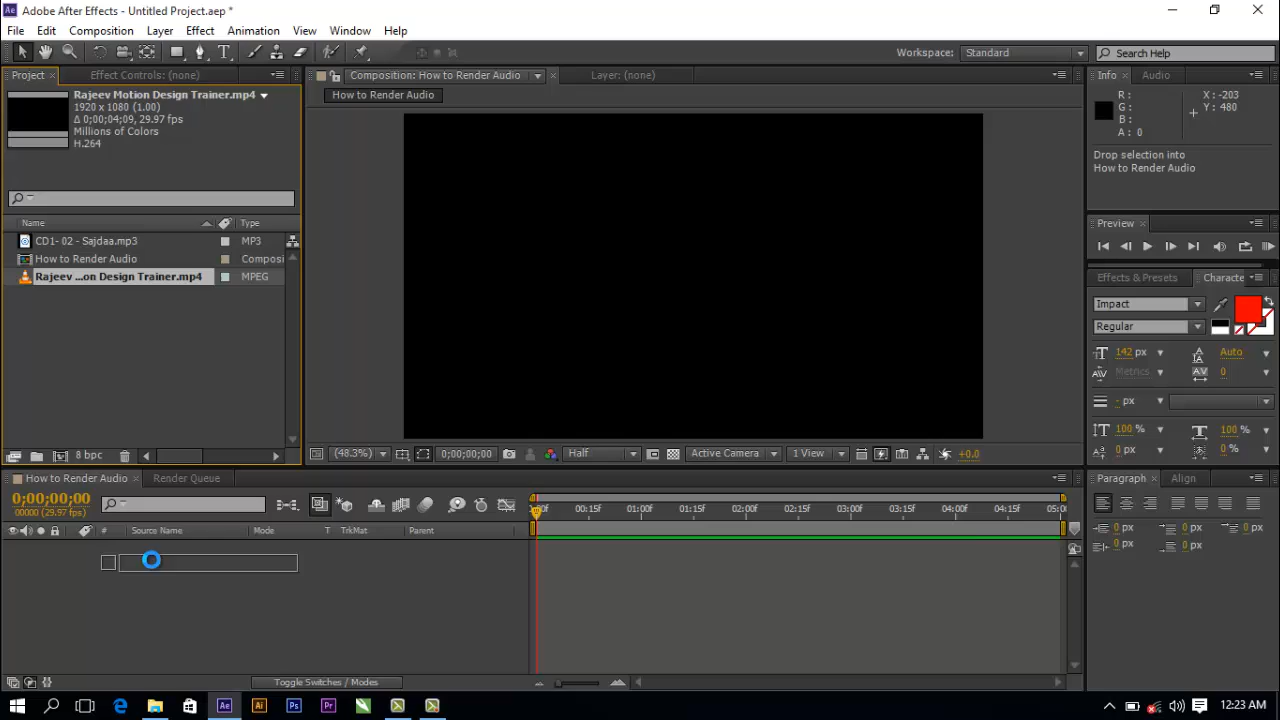 Ae Adobe After Effects - Untitled Project.aep *
File Edit Composition Layer Effect Animation View Window Help
Workspace: Standard Search Help
Project Effect Controls: (none)
Rajeev Motion Design Trainer.mp4
1920 x 1080 (1.00)
Δ 0;00;04;09, 29.97 fps
Millions of Colors
H.264
Name Type
CD1- 02 - Sajdaa.mp3 MP3
How to Render Audio Composi
Rajeev ...on Design Trainer.mp4 MPEG
8 bpc
Composition: How to Render Audio Layer: (none)
How to Render Audio
(48.3%) 0;00;00;00 Half Active Camera 1 View +0.0
Info Audio
R : X : -203
G : Y : 480
B :
A : 0
Drop selection into
How to Render Audio
Preview
Effects & Presets Characte
Impact
Regular
142 px Auto
Metrics 0
- px
100 % 100 %
0 px 0 %
Paragraph Align
0 px 0 px 0 px
0 px 0 px
How to Render Audio Render Queue
0;00;00;00
00000 (29.97 fps)
# Source Name Mode T TrkMat Parent
:00f 00:15f 01:00f 01:15f 02:00f 02:15f 03:00f 03:15f 04:00f 04:15f 05:0
Toggle Switches / Modes
Ae Ai Ps Pr 12:23 AM